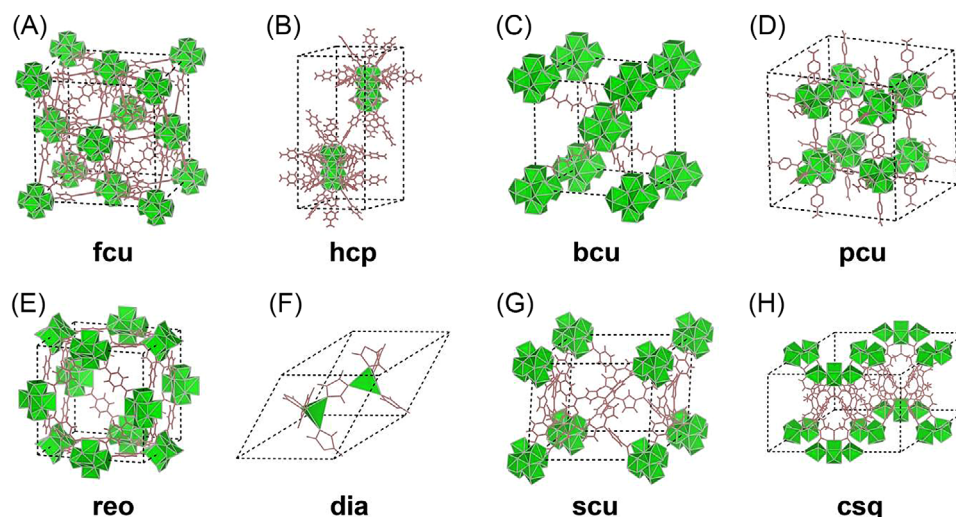 (A) (B) (C) (D)
fcu hcp bcu pcu
(E) (F) (G) (H)
reo dia scu csq